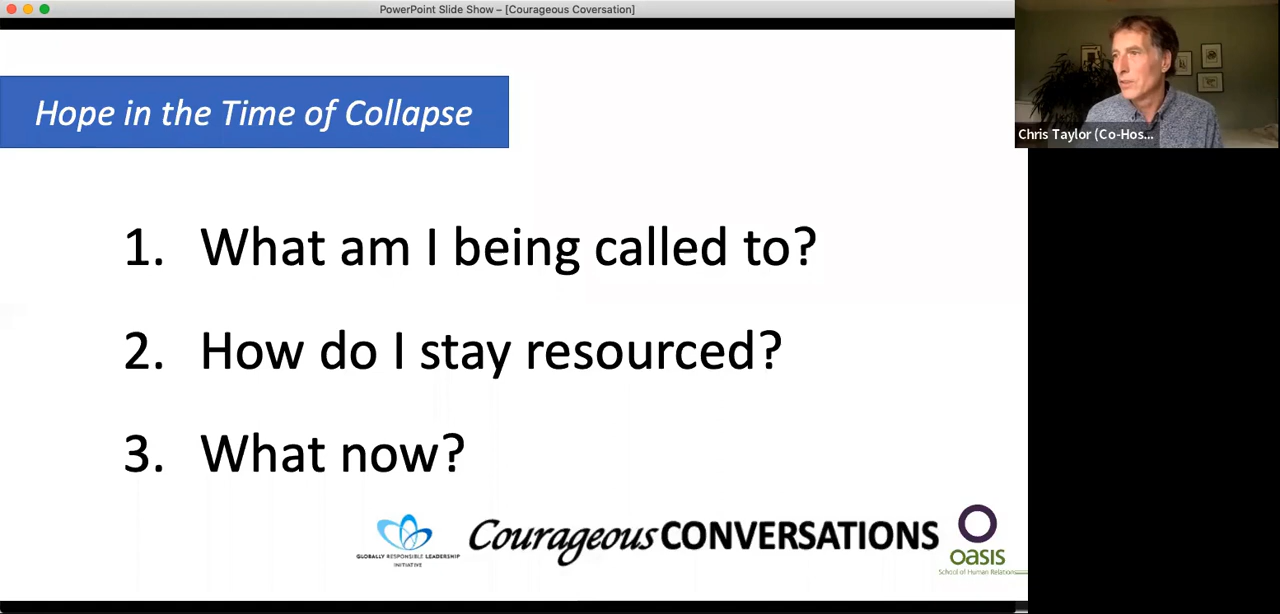 PowerPoint Slide Show – [Courageous Coversation]
Hope in the Time of Collapse
Chris Taylor (Co-Hos...
1. What am I being called to?
2. How do I stay resourced?
3. What now?
GLOBALLY RESPONSIBLE LEADERSHIP
INITIATIVE
Courageous CONVERSATIONS
OASIS
School of Human Relations